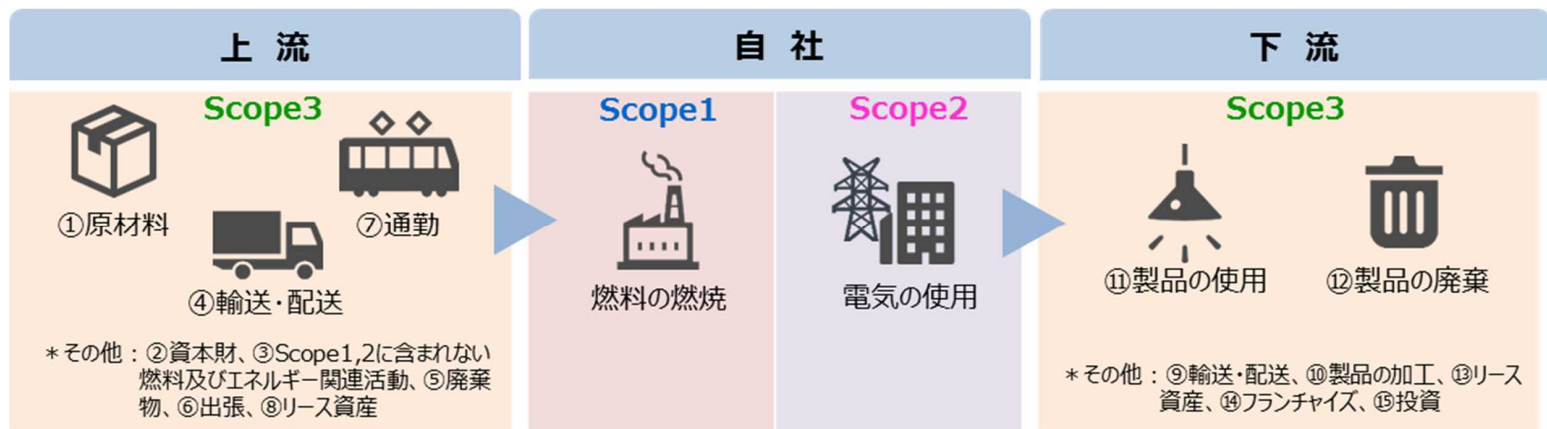 上 流
自 社
下 流
Scope3
①原材料
⑦通勤
④輸送・配送
＊その他：②資本財、③Scope1,2に含まれない
燃料及びエネルギー関連活動、⑤廃棄
物、⑥出張、⑧リース資産
Scope1
燃料の燃焼
Scope2
電気の使用
Scope3
⑪製品の使用
⑫製品の廃棄
＊その他：⑨輸送・配送、⑩製品の加工、⑬リース
資産、⑭フランチャイズ、⑮投資